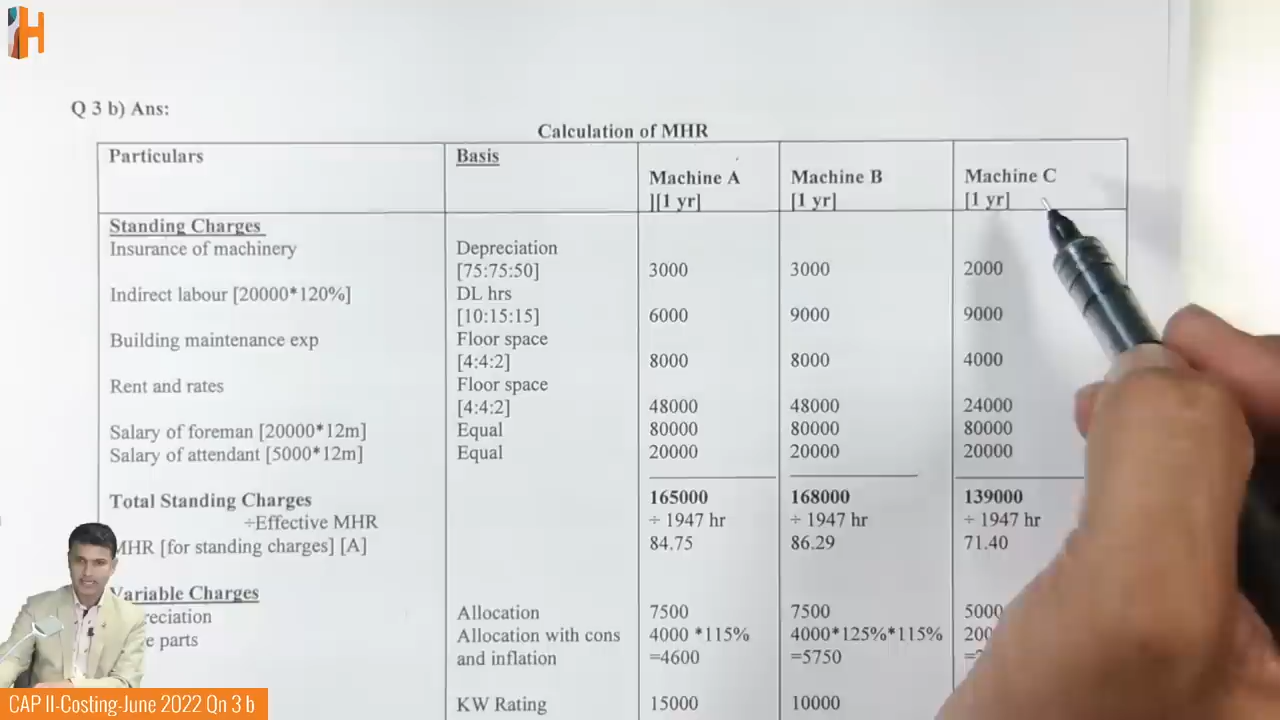 H
Q 3 b) Ans:
Calculation of MHR
Particulars Basis Machine A Machine B Machine C
][1 yr] [1 yr] [1 yr]
Standing Charges
Insurance of machinery Depreciation
[75:75:50] 3000 3000 2000
Indirect labour [20000*120%] DL hrs
[10:15:15] 6000 9000 9000
Building maintenance exp Floor space
[4:4:2] 8000 8000 4000
Rent and rates Floor space
[4:4:2] 48000 48000 24000
Salary of foreman [20000*12m] Equal 80000 80000 80000
Salary of attendant [5000*12m] Equal 20000 20000 20000
Total Standing Charges 165000 168000 139000
÷Effective MHR ÷ 1947 hr ÷ 1947 hr ÷ 1947 hr
MHR [for standing charges] [A] 84.75 86.29 71.40
Variable Charges
Allocation 7500 7500 5000
parts Allocation with cons 4000 *115% 4000*125%*115%
and inflation =4600 =5750
KW Rating 15000 10000
CAP II-Costing-June 2022 Qn 3 b